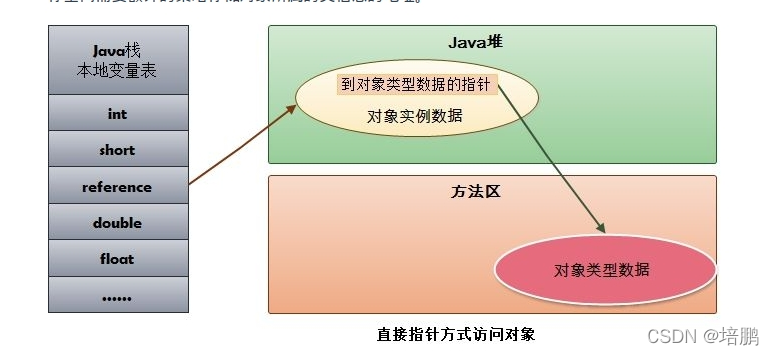 Java栈
本地变量表
int
short
reference
double
float
......
Java堆
到对象类型数据的指针
对象实例数据
方法区
对象类型数据
直接指针方式访问对象
CSDN @培鹏